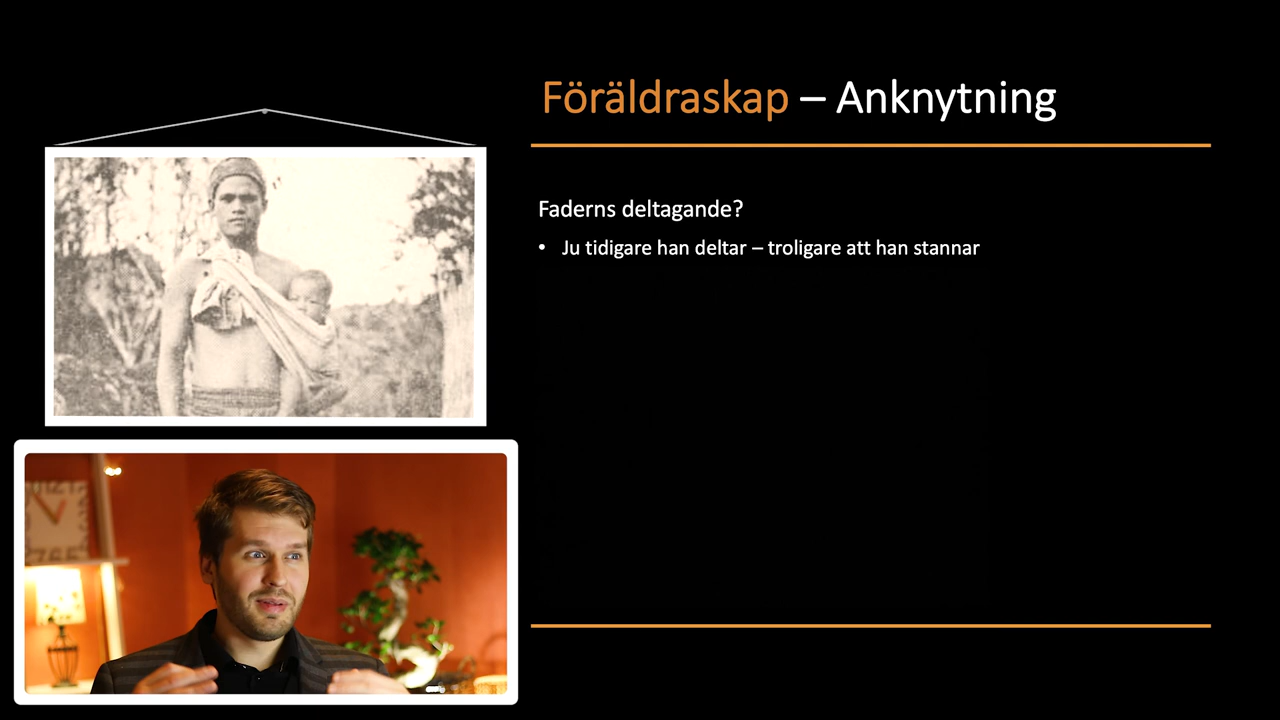 Föräldraskap – Anknytning
Faderns deltagande?
• Ju tidigare han deltar – troligare att han stannar